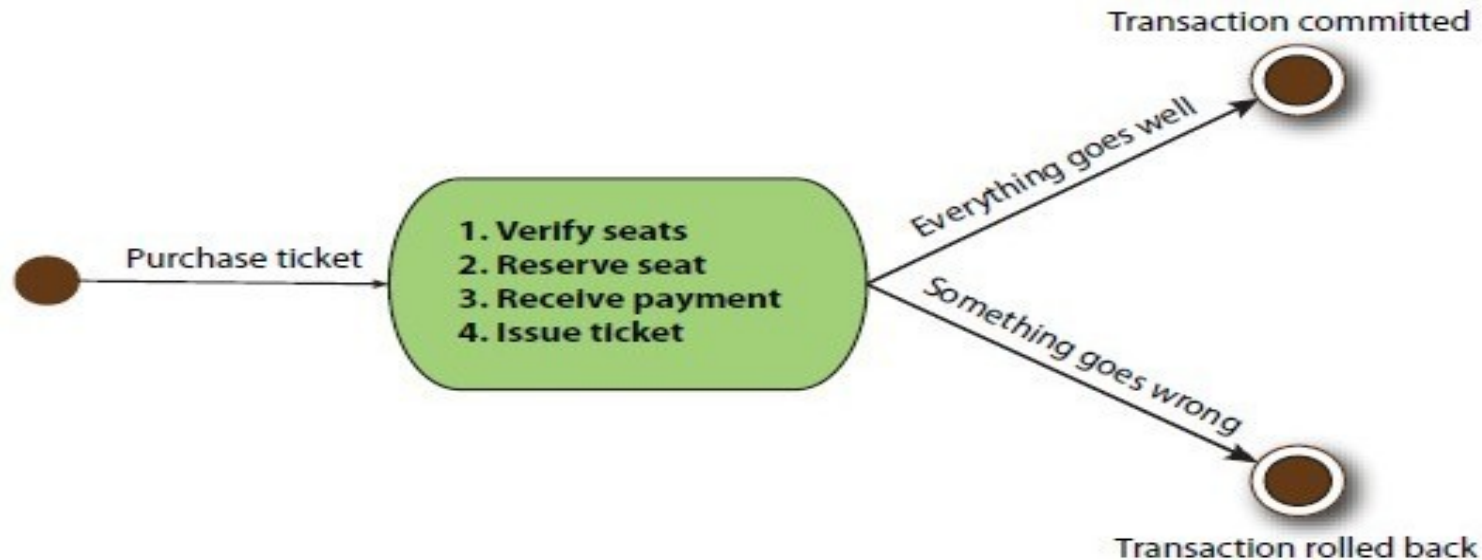 Transaction committed
Everything goes well
Purchase ticket
1. Verify seats
2. Reserve seat
3. Receive payment
4. Issue ticket
Something goes wrong
Transaction rolled back